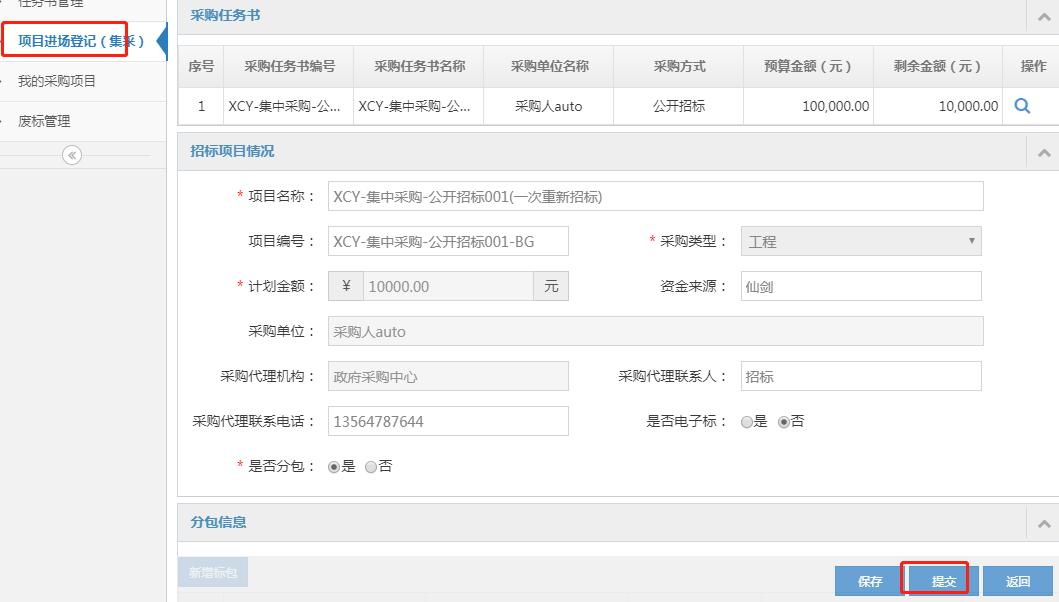 任务书管理
项目进场登记（集采）
我的采购项目
废标管理
采购任务书
序号 采购任务书编号 采购任务书名称 采购单位名称 采购方式 预算金额（元） 剩余金额（元） 操作
1 XCY-集中采购-公... XCY-集中采购-公... 采购人auto 公开招标 100,000.00 10,000.00
招标项目情况
* 项目名称： XCY-集中采购-公开招标001(一次重新招标)
项目编号： XCY-集中采购-公开招标001-BG * 采购类型： 工程
* 计划金额： ¥ 10000.00 元 资金来源： 仙剑
采购单位： 采购人auto
采购代理机构： 政府采购中心 采购代理联系人： 招标
采购代理联系电话： 13564787644 是否电子标： 是 否
* 是否分包： 是 否
分包信息
新增标包
保存 提交 返回